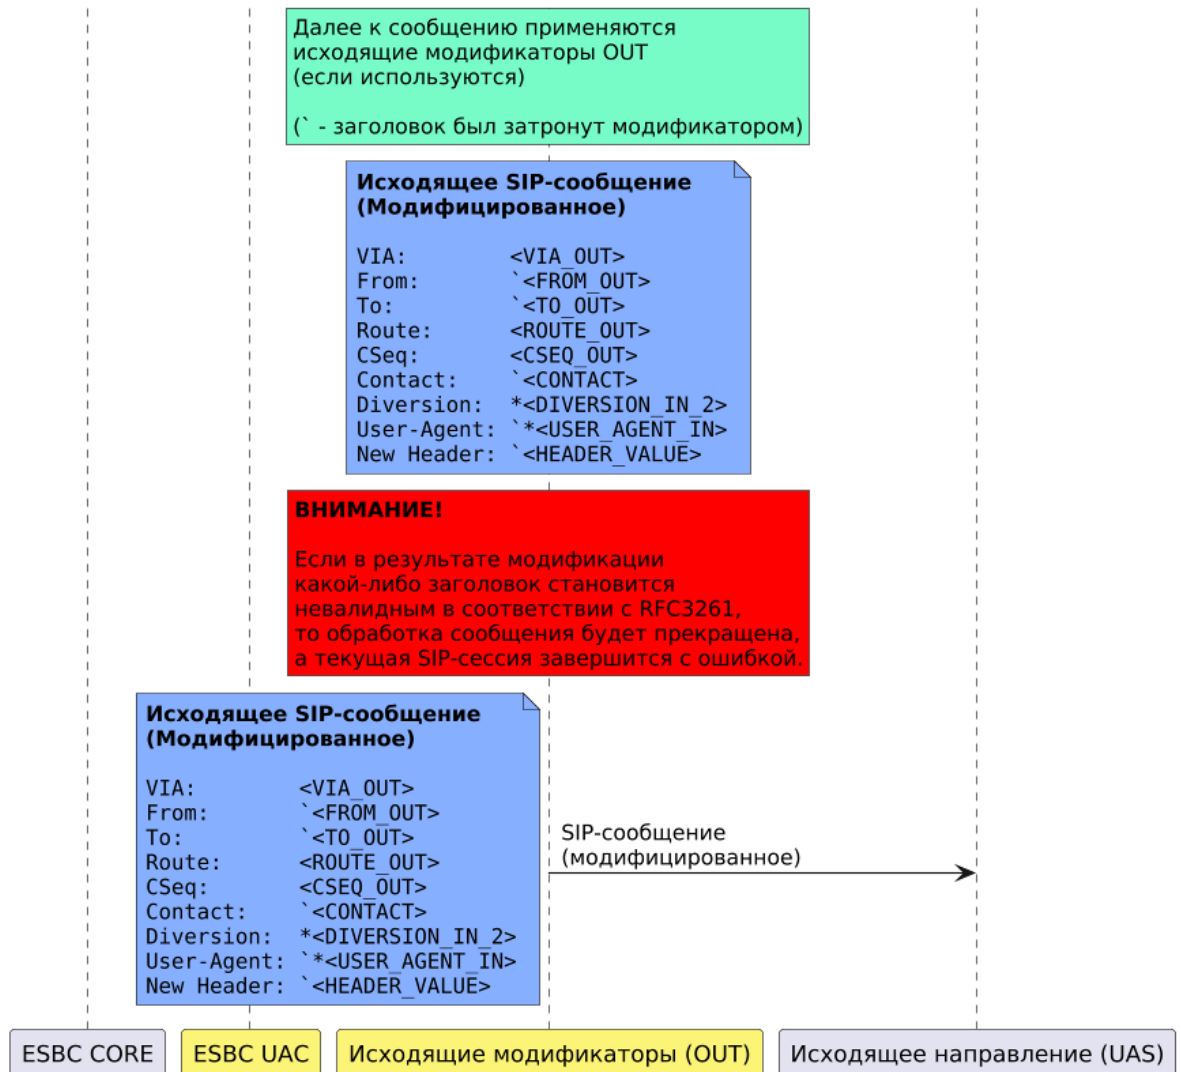 Далее к сообщению применяются
исходящие модификаторы OUT
(если используются)
(` - заголовок был затронут модификатором)
Исходящее SIP-сообщение
(Модифицированное)
VIA: <VIA_OUT>
From: `<FROM_OUT>
To: `<TO_OUT>
Route: <ROUTE_OUT>
CSeq: <CSEQ_OUT>
Contact: `<CONTACT>
Diversion: *<DIVERSION_IN_2>
User-Agent: `*<USER_AGENT_IN>
New Header: `<HEADER_VALUE>
ВНИМАНИЕ!
Если в результате модификации
какой-либо заголовок становится
невалидным в соответствии с RFC3261,
то обработка сообщения будет прекращена,
а текущая SIP-сессия завершится с ошибкой.
Исходящее SIP-сообщение
(Модифицированное)
VIA: <VIA_OUT>
From: `<FROM_OUT>
To: `<TO_OUT>
Route: <ROUTE_OUT>
CSeq: <CSEQ_OUT>
Contact: `<CONTACT>
Diversion: *<DIVERSION_IN_2>
User-Agent: `*<USER_AGENT_IN>
New Header: `<HEADER_VALUE>
SIP-сообщение
(модифицированное)
ESBC CORE
ESBC UAC
Исходящие модификаторы (OUT)
Исходящее направление (UAS)